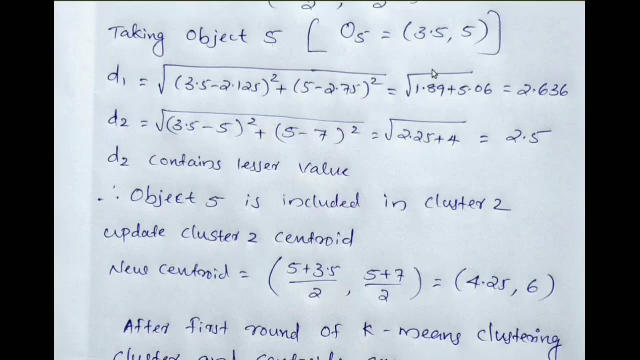 Taking Object 5 [ O5 = (3.5, 5) ]
d1 = √(3.5-2.125)² + (5-2.75)² = √1.89+5.06 = 2.636
d2 = √(3.5-5)² + (5-7)² = √2.25+4 = 2.5
d2 contains lesser value
∴ Object 5 is included in cluster 2
update cluster 2 centroid
New centroid = (5+3.5/2, 5+7/2) = (4.25, 6)
After first round of k-means clustering